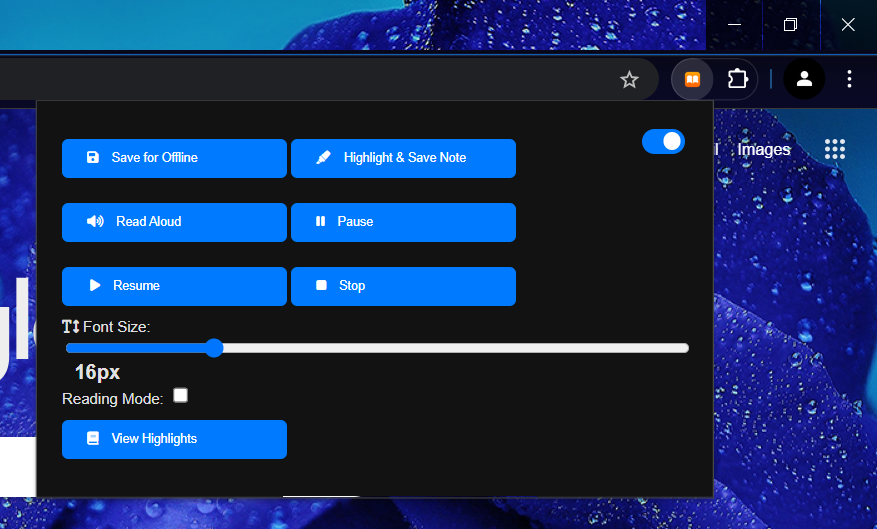 Save for Offline
Highlight & Save Note
Images
Read Aloud
Pause
Resume
Stop
Font Size:
16px
Reading Mode:
View Highlights